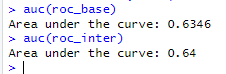 > auc(roc_base)
Area under the curve: 0.6346
> auc(roc_inter)
Area under the curve: 0.64
>